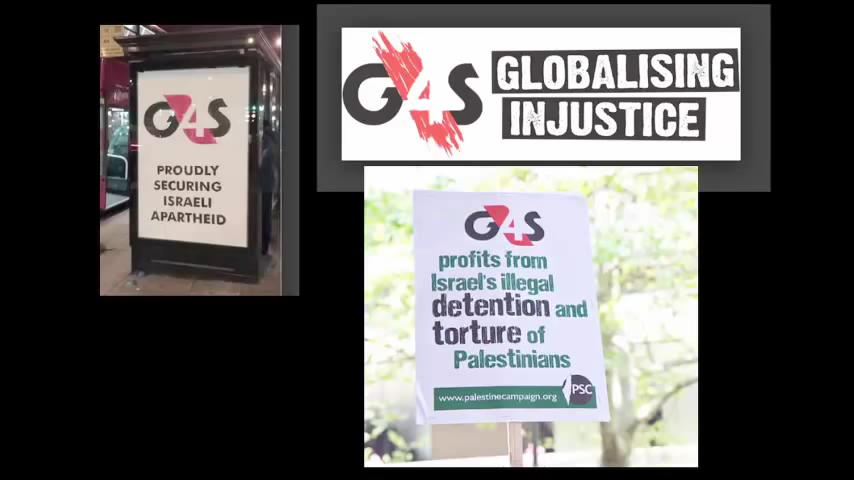 G4S
PROUDLY
SECURING
ISRAELI
APARTHEID
G4S
GLOBALISING
INJUSTICE
G4S
profits from
Israel's illegal
detention and
torture of
Palestinians
www.palestinecampaign.org
PSC